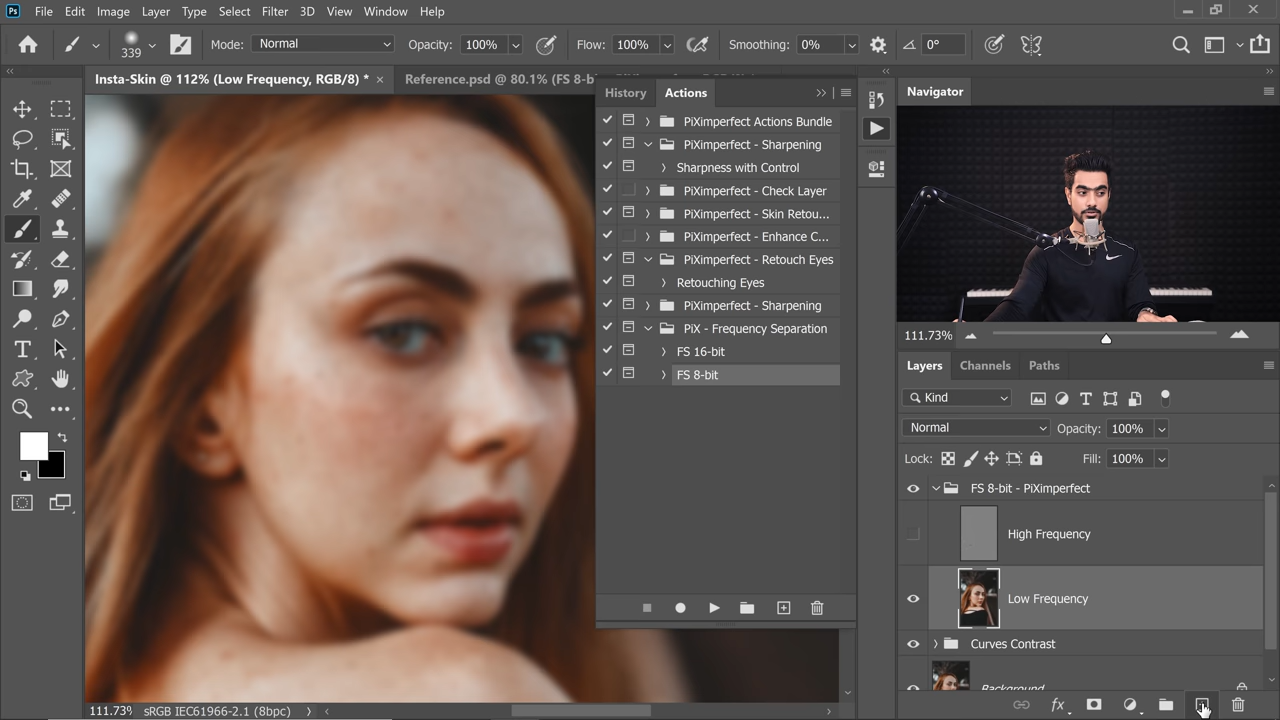 Ps File Edit Image Layer Type Select Filter 3D View Window Help
339 Mode: Normal Opacity: 100% Flow: 100% Smoothing: 0% 0°
Insta-Skin @ 112% (Low Frequency, RGB/8) * × Reference.psd @ 80.1% (FS 8-b
History Actions
PiXimperfect Actions Bundle
PiXimperfect - Sharpening
Sharpness with Control
PiXimperfect - Check Layer
PiXimperfect - Skin Retou...
PiXimperfect - Enhance C...
PiXimperfect - Retouch Eyes
Retouching Eyes
PiXimperfect - Sharpening
PiX - Frequency Separation
FS 16-bit
FS 8-bit
Navigator
111.73%
Layers Channels Paths
Kind
Normal Opacity: 100%
Lock: Fill: 100%
FS 8-bit - PiXimperfect
High Frequency
Low Frequency
Curves Contrast
Background
111.73% sRGB IEC61966-2.1 (8bpc)